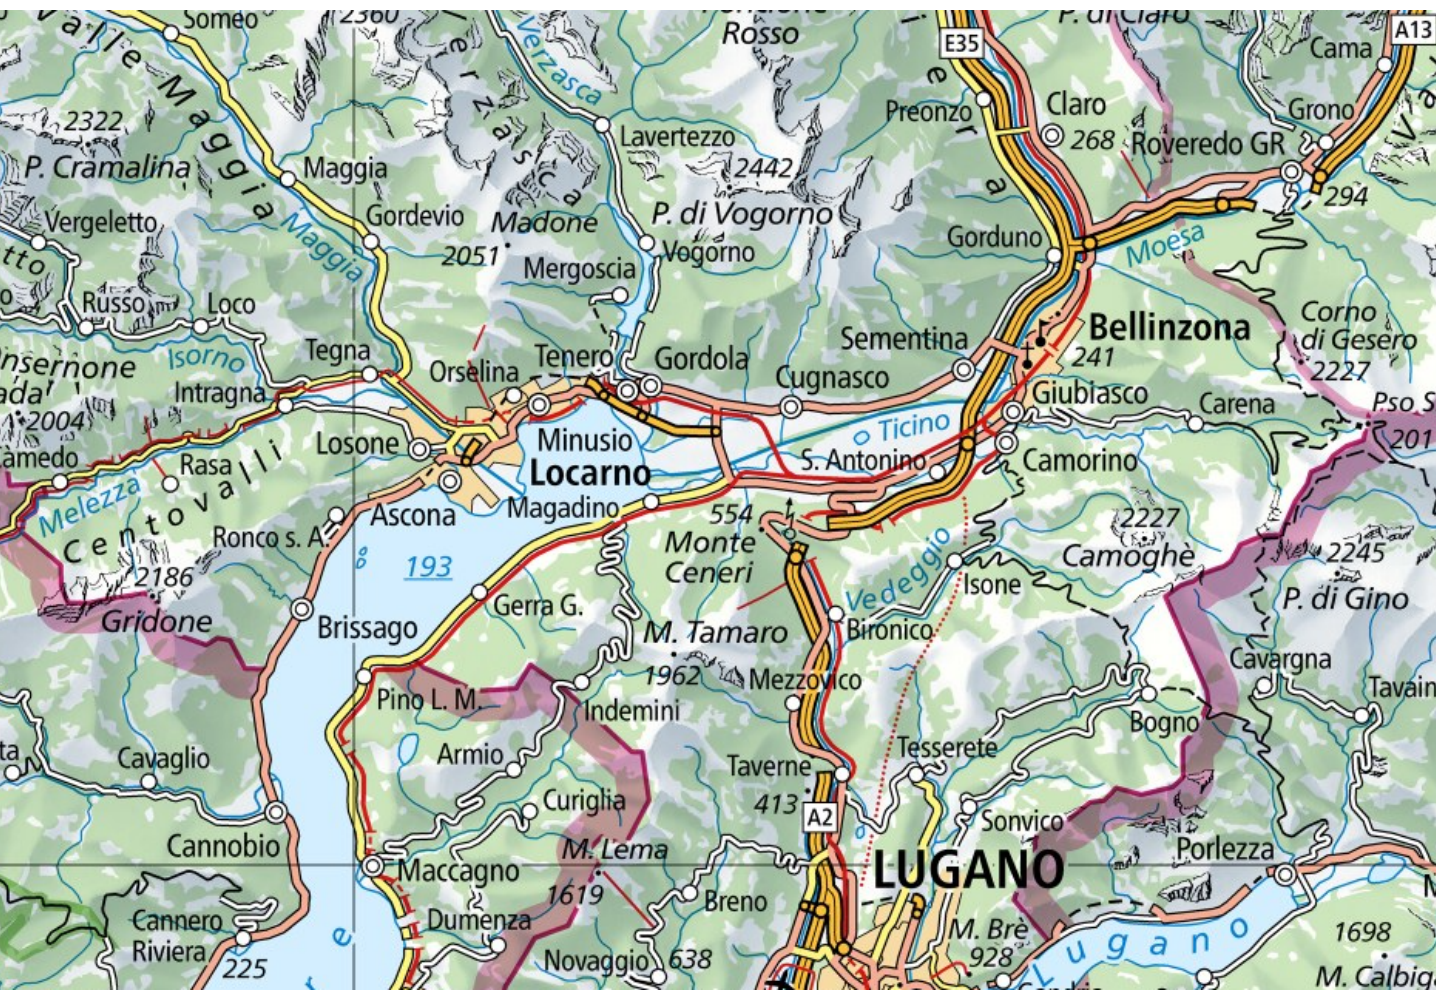 Someo
2360
Verzasca
Rosso
E35
P. di Claro
A13
Cama
Valle Maggia
2322
P. Cramalina
Lavertezzo
Preonzo
Claro
268
Grono
Roveredo GR
294
Maggia
2442
P. di Vogorno
Vergeletto
Gordevio
Maggia
Madone
2051
Vogorno
Mergoscia
Gorduno
Moesa
Russo
Loco
Isorno
Tegna
Orselina
Tenero
Gordola
Sementina
Bellinzona
241
Corno
di Gesero
2227
Intragna
2004
Cugnasco
Giubiasco
Carena
Losone
Minusio
Locarno
Ticino
S. Antonino
Camorino
Rasa
Melezza
Centovalli
Ronco s. A.
Ascona
Magadino
554
Monte
Ceneri
2227
Camoghè
193
2186
Gridone
Vedeggio
Isone
2245
P. di Gino
Brissago
Gerra G.
M. Tamaro
1962
Bironico
Mezzovico
Pino L. M.
Indemini
Cavargna
Bogno
Cavaglio
Armio
Taverne
413
Tesserete
Curiglia
A2
Sonvico
Cannobio
Maccagno
M. Lema
1619
LUGANO
Porlezza
Cannero
Riviera
225
Dumenza
Breno
Novaggio
638
M. Brè
928
Lugano
1698